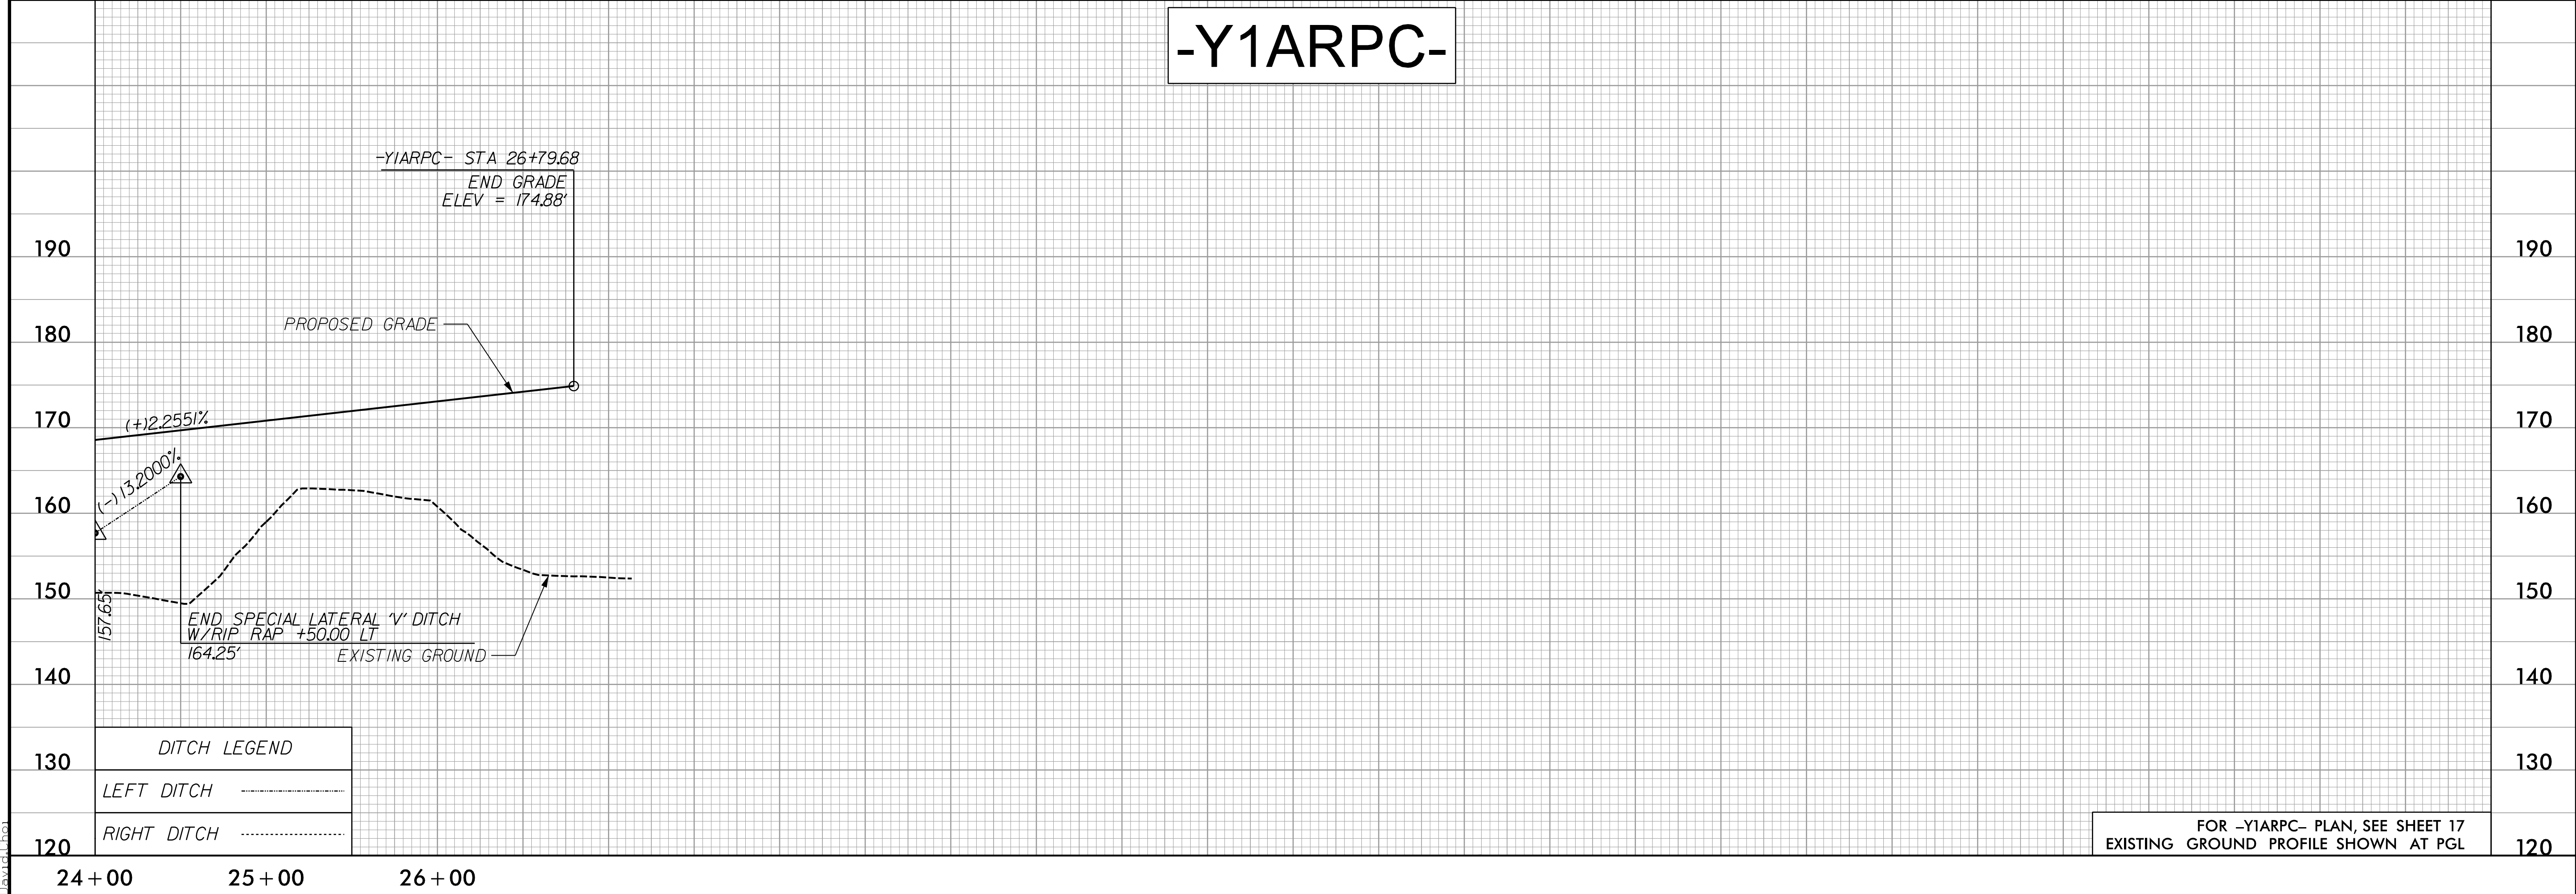 -Y1ARPC-
-Y1ARPC- STA 26+79.68
END GRADE
ELEV = 174.88'
190
190
PROPOSED GRADE
180
180
(+)2.2551%
170
170
(-)13.2000%
160
160
150
150
157.65'
END SPECIAL LATERAL 'V' DITCH
W/RIP RAP +50.00 LT
164.25'
EXISTING GROUND
140
140
DITCH LEGEND
130
130
LEFT DITCH
RIGHT DITCH
FOR –Y1ARPC– PLAN, SEE SHEET 17
EXISTING GROUND PROFILE SHOWN AT PGL
120
120
24+00
25+00
26+00